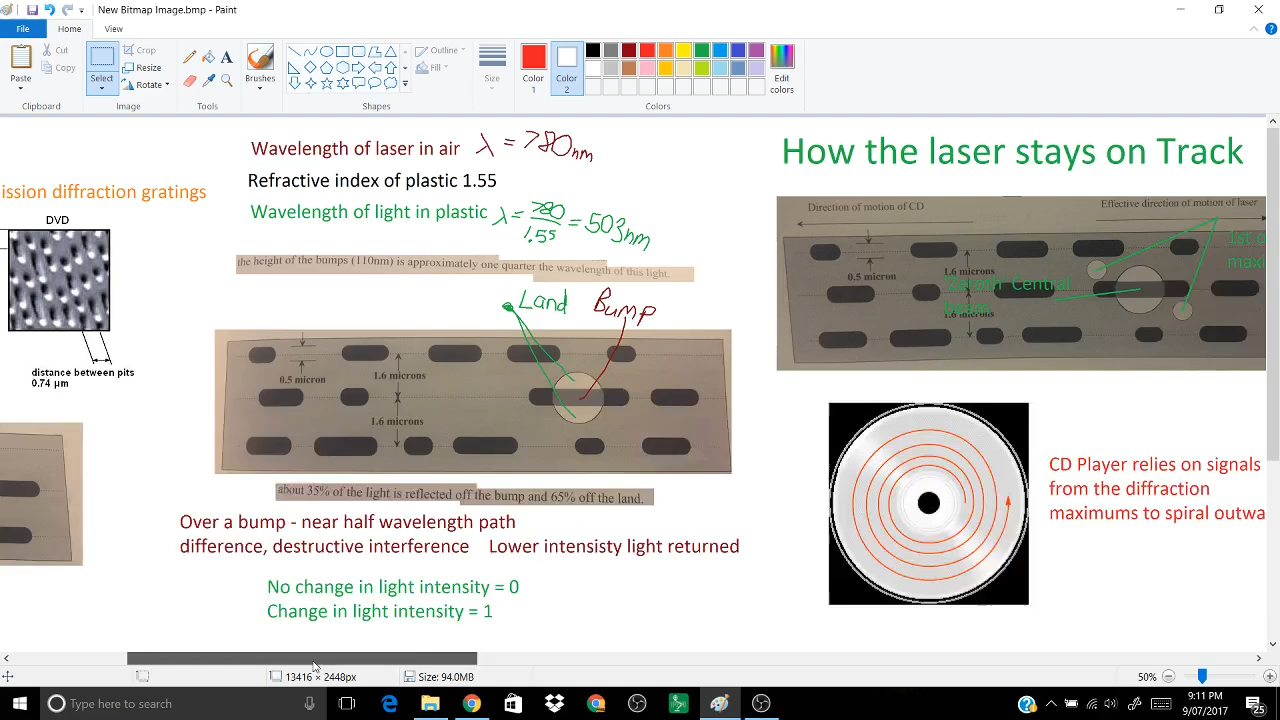 New Bitmap Image.bmp - Paint
File
Home
View
Paste
Cut
Copy
Clipboard
Select
Crop
Resize
Rotate
Image
A
Tools
Brushes
Outline
Fill
Shapes
Size
Color 1
Color 2
Edit colors
Colors
ission diffraction gratings
DVD
distance between pits
0.74 µm
Wavelength of laser in air λ = 780nm
Refractive index of plastic 1.55
Wavelength of light in plastic λ = 780/1.55 = 503nm
the height of the bumps (110nm) is approximately one quarter the wavelength of this light.
Land Bump
0.5 micron
1.6 microns
1.6 microns
about 35% of the light is reflected off the bump and 65% off the land.
Over a bump - near half wavelength path
difference, destructive interference Lower intensisty light returned
No change in light intensity = 0
Change in light intensity = 1
How the laser stays on Track
Direction of motion of CD
Effective direction of motion of laser
1st o
maxi
0.5 micron
1.6 microns
'Zeroth' Central
beam
1.6 microns
CD Player relies on signals
from the diffraction
maximums to spiral outwa
13416 × 2448px
Size: 94.0MB
50%
Type here to search
9:11 PM
9/07/2017
25